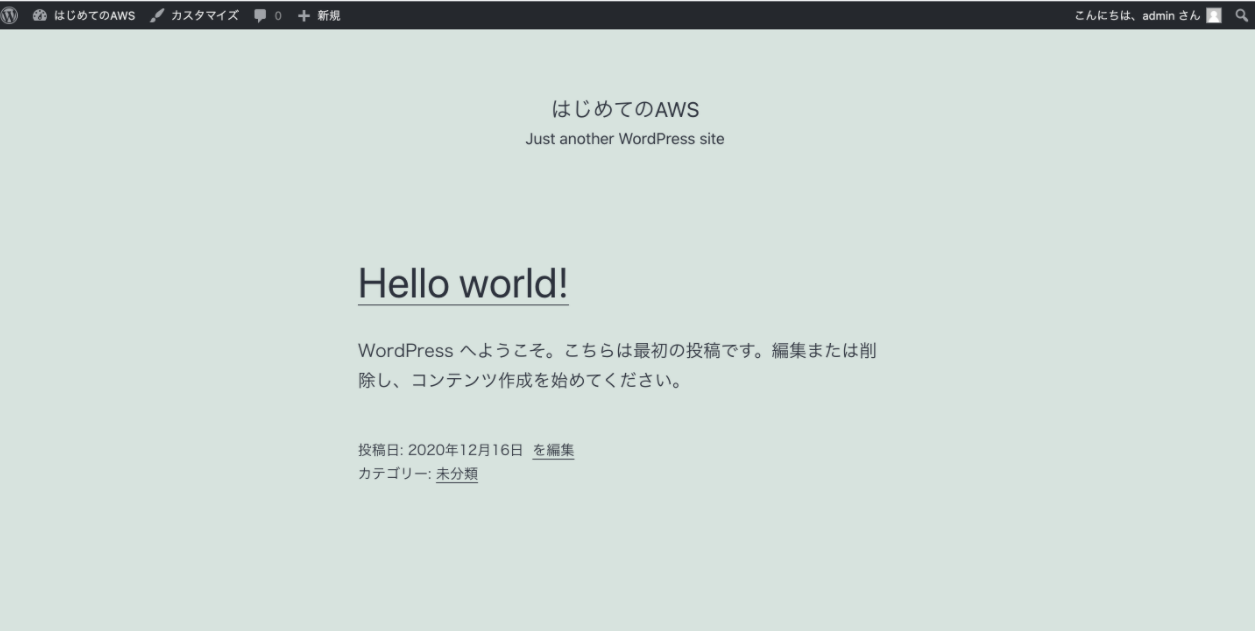 はじめてのAWS カスタマイズ 0 新規 こんにちは、admin さん
はじめてのAWS
Just another WordPress site
Hello world!
WordPress へようこそ。こちらは最初の投稿です。編集または削
除し、コンテンツ作成を始めてください。
投稿日: 2020年12月16日 を編集
カテゴリー: 未分類